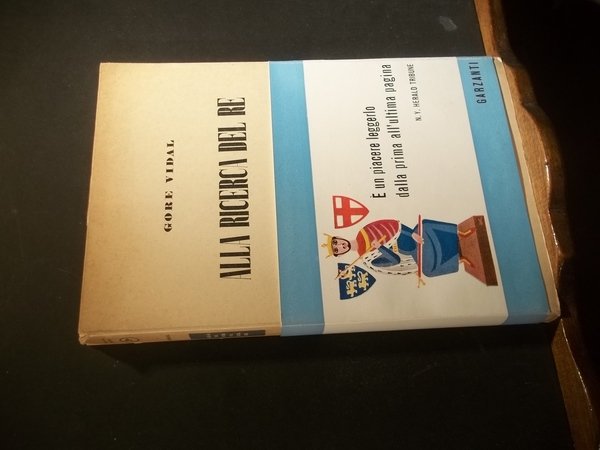 GORE VIDAL
ALLA RICERCA DEL RE
È un piacere leggerlo
dalla prima all'ultima pagina
N. Y. HERALD TRIBUNE
GARZANTI